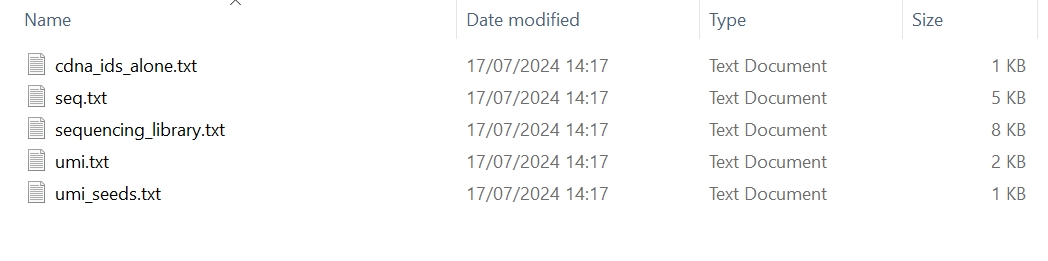 Name Date modified Type Size
cdna_ids_alone.txt 17/07/2024 14:17 Text Document 1 KB
seq.txt 17/07/2024 14:17 Text Document 5 KB
sequencing_library.txt 17/07/2024 14:17 Text Document 8 KB
umi.txt 17/07/2024 14:17 Text Document 2 KB
umi_seeds.txt 17/07/2024 14:17 Text Document 1 KB